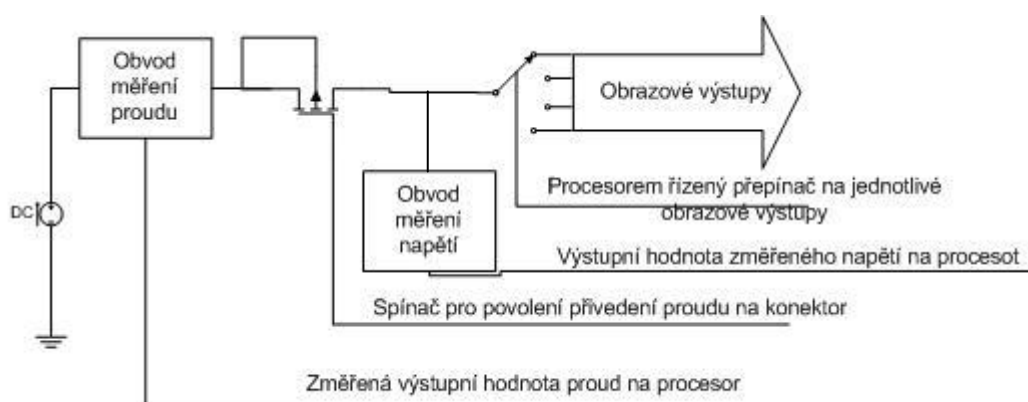 Obvod
měření
proudu
Obrazové výstupy
DC
Obvod
měření
napětí
Procesorem řízený přepínač na jednotlivé
obrazové výstupy
Výstupní hodnota změřeného napětí na procesot
Spínač pro povolení přivedení proudu na konektor
Změřená výstupní hodnota proud na procesor